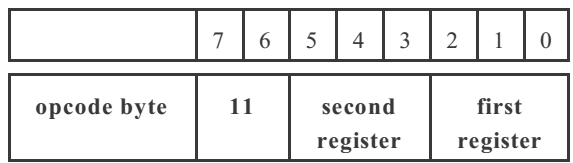 7 6 5 4 3 2 1 0
opcode byte 11 second first
register register